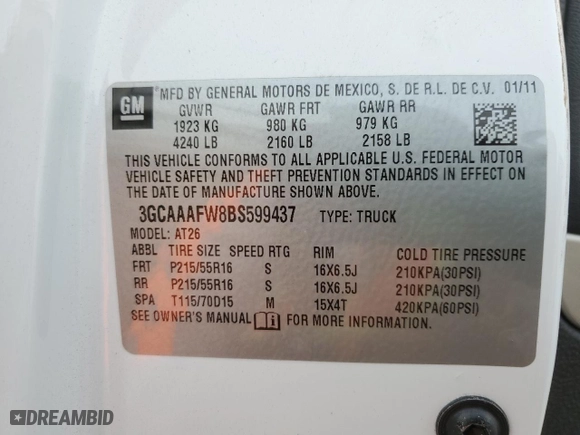 GM
MFD BY GENERAL MOTORS DE MEXICO, S. DE R.L. DE C.V. 01/11
GVWR GAWR FRT GAWR RR
1923 KG 980 KG 979 KG
4240 LB 2160 LB 2158 LB
THIS VEHICLE CONFORMS TO ALL APPLICABLE U.S. FEDERAL MOTOR
VEHICLE SAFETY AND THEFT PREVENTION STANDARDS IN EFFECT ON THE
DATE OF MANUFACTURE SHOWN ABOVE.
3GCAAAFW8BS599437 TYPE: TRUCK
MODEL: AT26
ABBL TIRE SIZE SPEED RTG RIM COLD TIRE PRESSURE
FRT P215/55R16 S 16X6.5J 210KPA(30PSI)
RR P215/55R16 S 16X6.5J 210KPA(30PSI)
SPA T115/70D15 M 15X4T 420KPA(60PSI)
SEE OWNER'S MANUAL FOR MORE INFORMATION.
DREAMBID